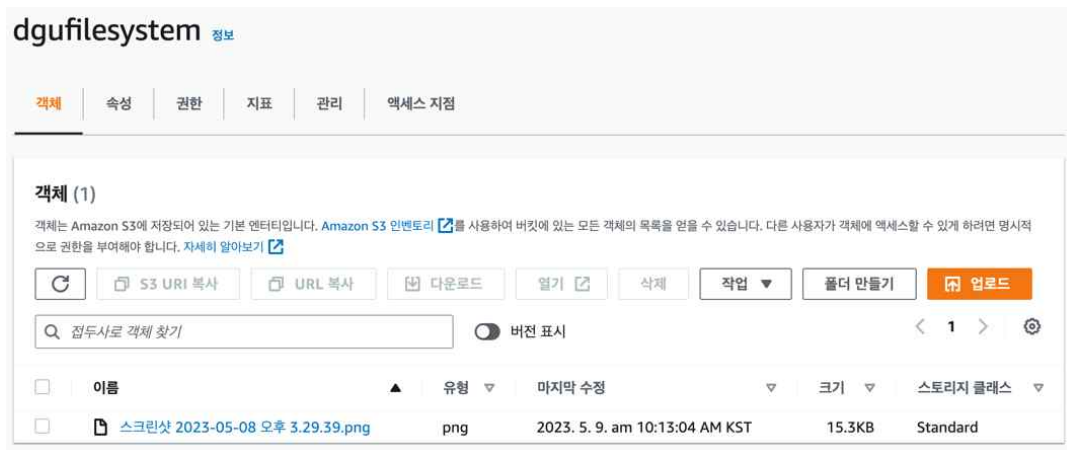 dgufilesystem 정보
객체 속성 권한 지표 관리 액세스 지점
객체 (1)
객체는 Amazon S3에 저장되어 있는 기본 엔터티입니다. Amazon S3 인벤토리를 사용하여 버킷에 있는 모든 객체의 목록을 얻을 수 있습니다. 다른 사용자가 객체에 액세스할 수 있게 하려면 명시적
으로 권한을 부여해야 합니다. 자세히 알아보기
S3 URI 복사 URL 복사 다운로드 열기 삭제 작업 ▼ 폴더 만들기 업로드
접두사로 객체 찾기 버전 표시 < 1 >
이름 ▲ 유형 ▽ 마지막 수정 ▽ 크기 ▽ 스토리지 클래스 ▽
스크린샷 2023-05-08 오후 3.29.39.png png 2023. 5. 9. am 10:13:04 AM KST 15.3KB Standard